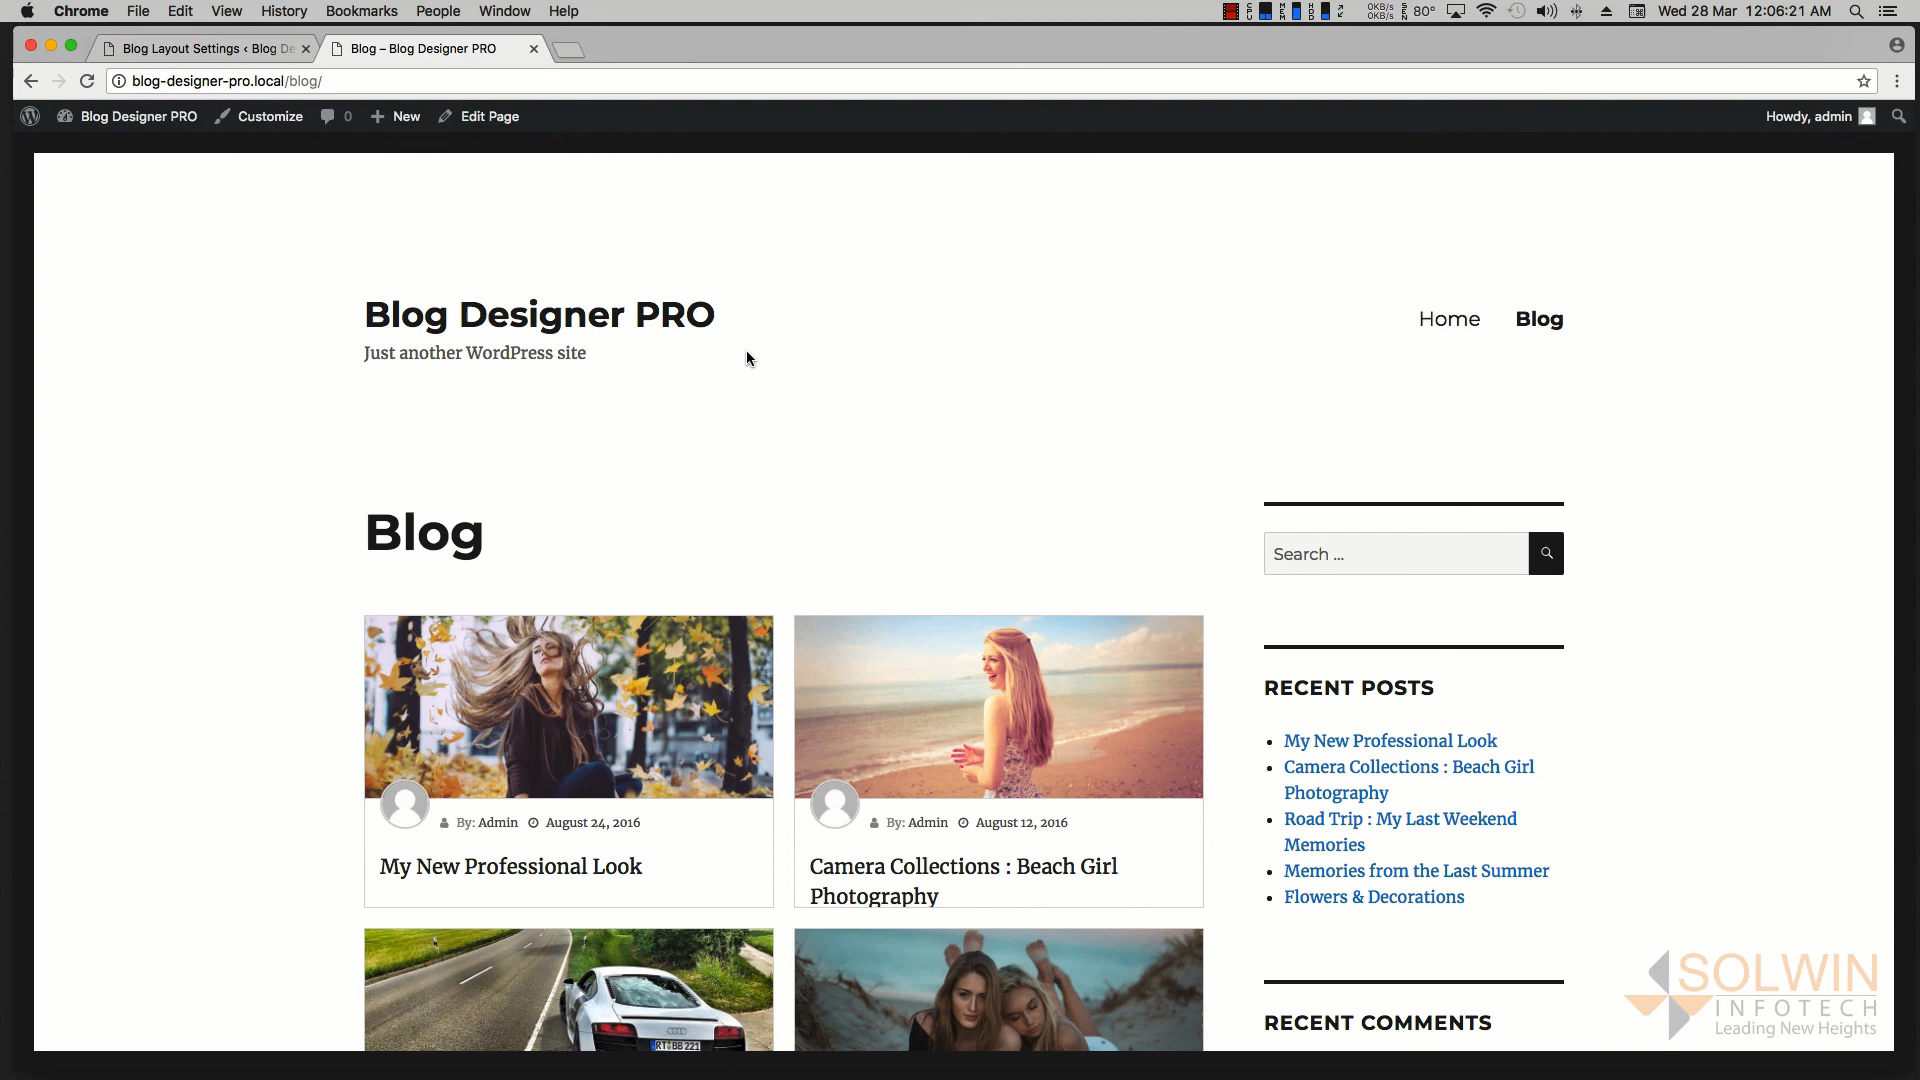 Chrome File Edit View History Bookmarks People Window Help
0KB/s
0KB/s
80° Wed 28 Mar 12:06:21 AM
Blog Layout Settings ‹ Blog De
Blog – Blog Designer PRO
blog-designer-pro.local/blog/
Blog Designer PRO Customize 0 New Edit Page
Howdy, admin
Blog Designer PRO
Just another WordPress site
Home Blog
Blog
Search ...
By: Admin August 24, 2016
My New Professional Look
By: Admin August 12, 2016
Camera Collections : Beach Girl
Photography
RT BB 221
RECENT POSTS
My New Professional Look
Camera Collections : Beach Girl
Photography
Road Trip : My Last Weekend
Memories
Memories from the Last Summer
Flowers & Decorations
RECENT COMMENTS
SOLWIN
INFOTECH
Leading New Heights